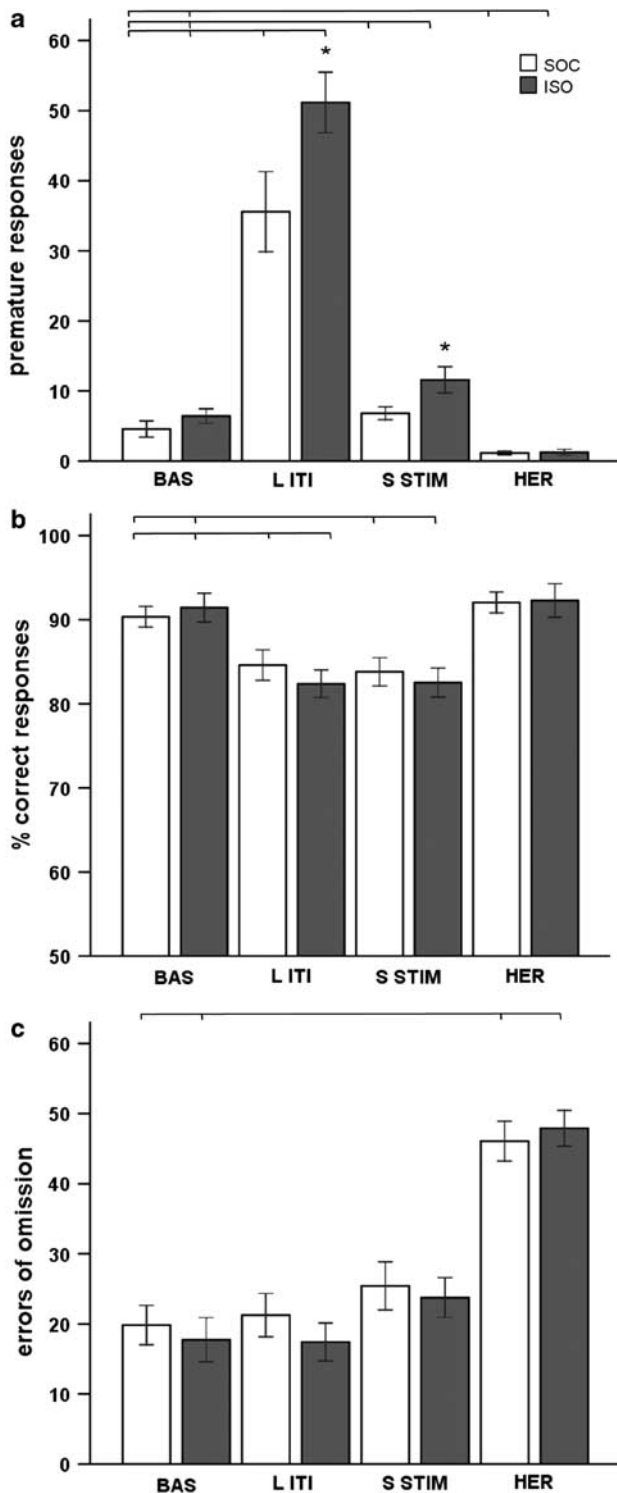 a
60
50
40
30
20
10
0
premature responses
*
*
SOC
ISO
BAS L ITI S STIM HER
b
100
90
80
70
60
50
% correct responses
BAS L ITI S STIM HER
c
60
50
40
30
20
10
0
errors of omission
BAS L ITI S STIM HER